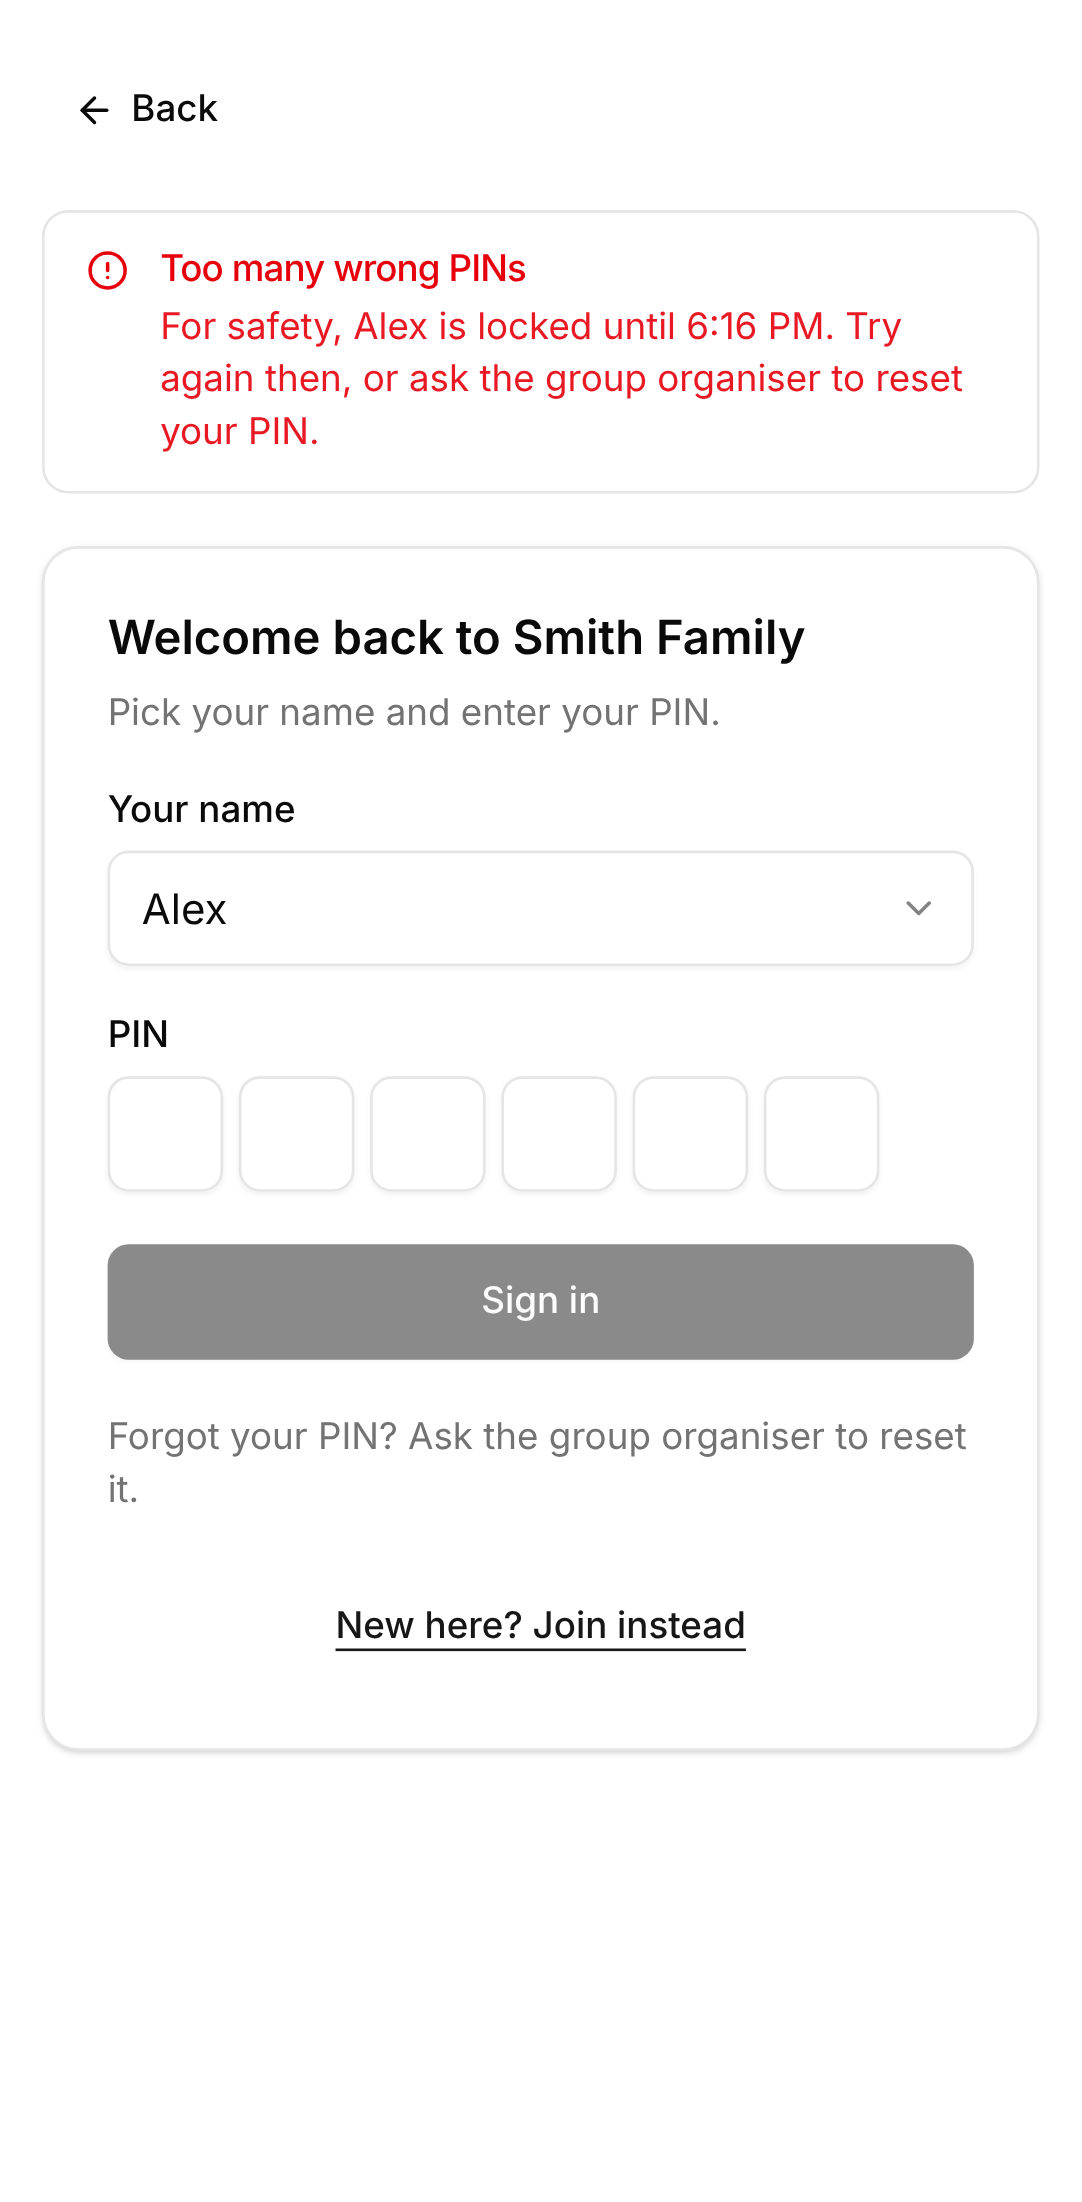 Back
Too many wrong PINs
For safety, Alex is locked until 6:16 PM. Try
again then, or ask the group organiser to reset
your PIN.
Welcome back to Smith Family
Pick your name and enter your PIN.
Your name
Alex
PIN
Sign in
Forgot your PIN? Ask the group organiser to reset
it.
New here? Join instead